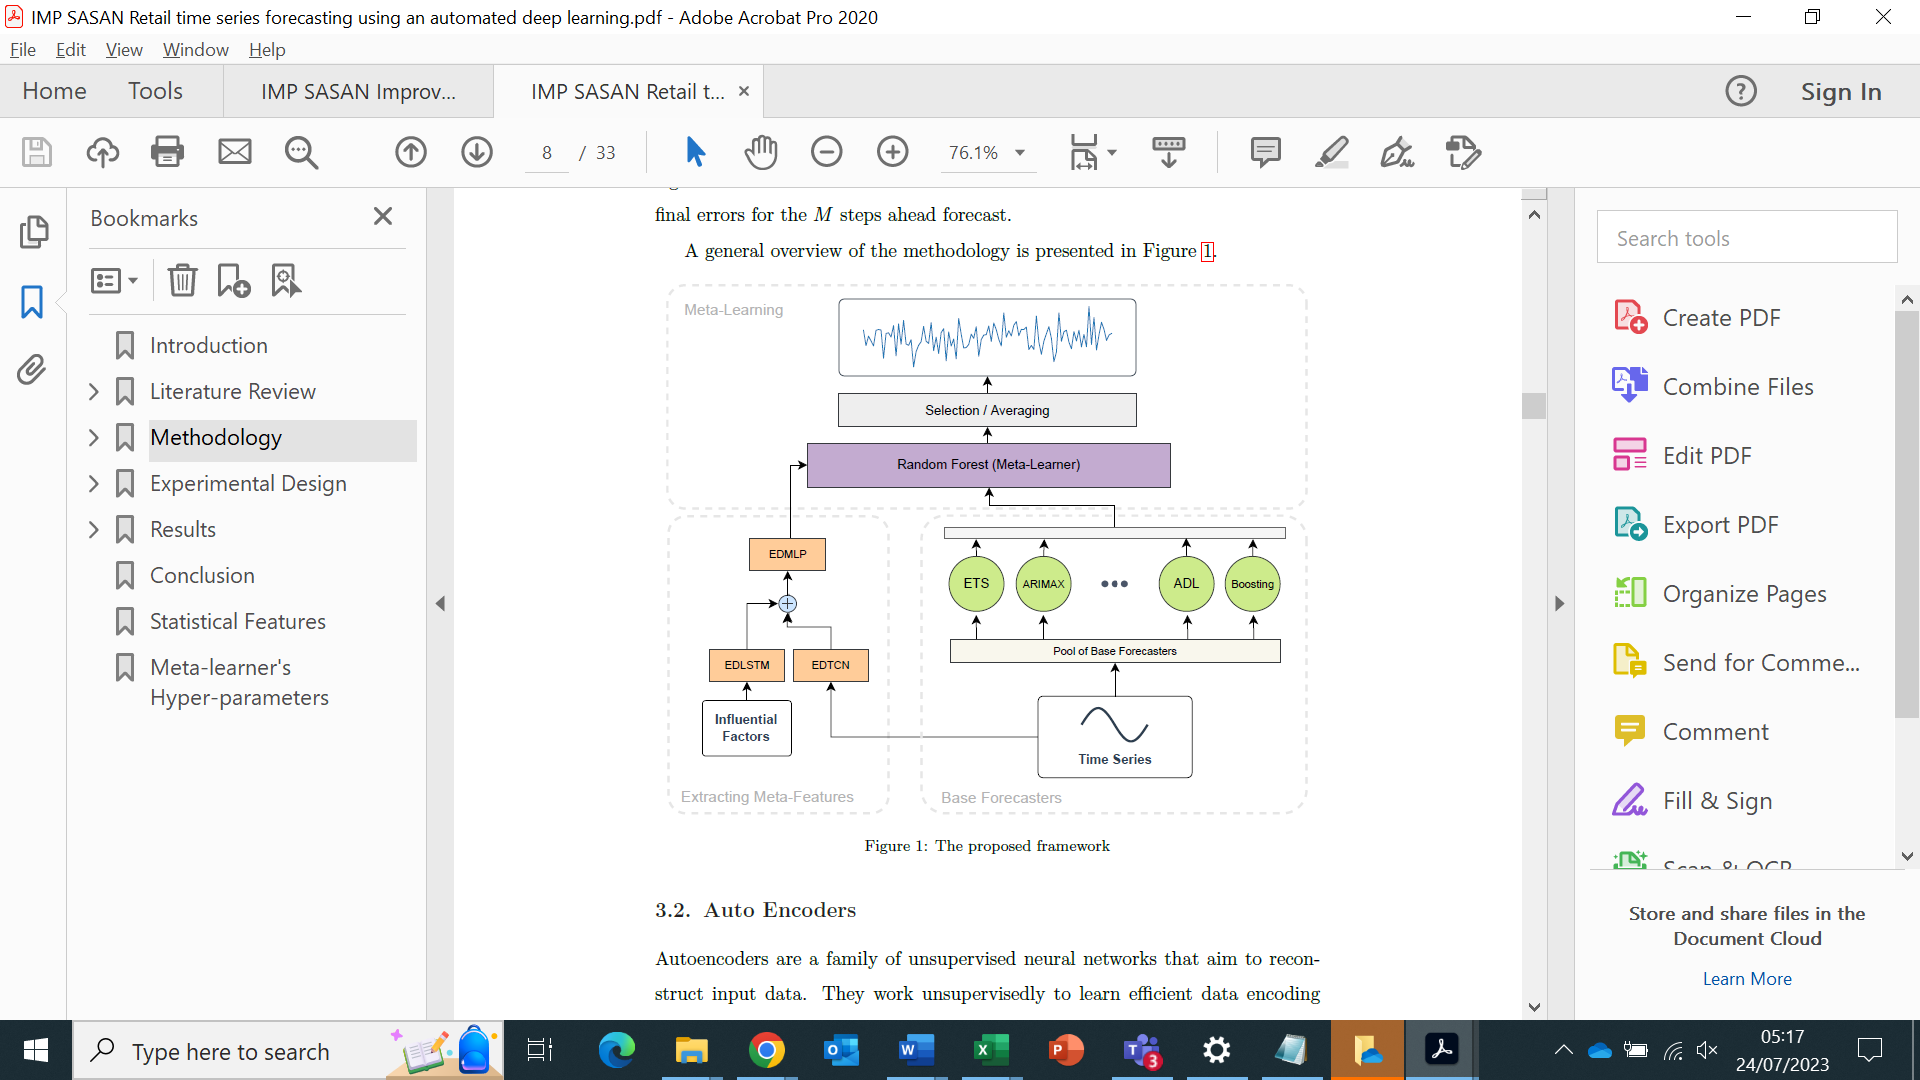 IMP SASAN Retail time series forecasting using an automated deep learning.pdf - Adobe Acrobat Pro 2020
File Edit View Window Help
Home Tools IMP SASAN Improv... IMP SASAN Retail t... × Sign In
8 / 33 76.1%
Bookmarks
Introduction
Literature Review
Methodology
Experimental Design
Results
Conclusion
Statistical Features
Meta-learner's
Hyper-parameters
final errors for the M steps ahead forecast.
A general overview of the methodology is presented in Figure 1.
Meta-Learning
Selection / Averaging
Random Forest (Meta-Learner)
EDMLP
ETS ARIMAX ••• ADL Boosting
EDLSTM EDTCN
Pool of Base Forecasters
Influential
Factors
Time Series
Extracting Meta-Features
Base Forecasters
Figure 1: The proposed framework
3.2. Auto Encoders
Autoencoders are a family of unsupervised neural networks that aim to recon-
struct input data. They work unsupervisedly to learn efficient data encoding
Search tools
Create PDF
Combine Files
Edit PDF
Export PDF
Organize Pages
Send for Comme...
Comment
Fill & Sign
Scan & OCR
Store and share files in the
Document Cloud
Learn More
Type here to search
3
05:17
24/07/2023